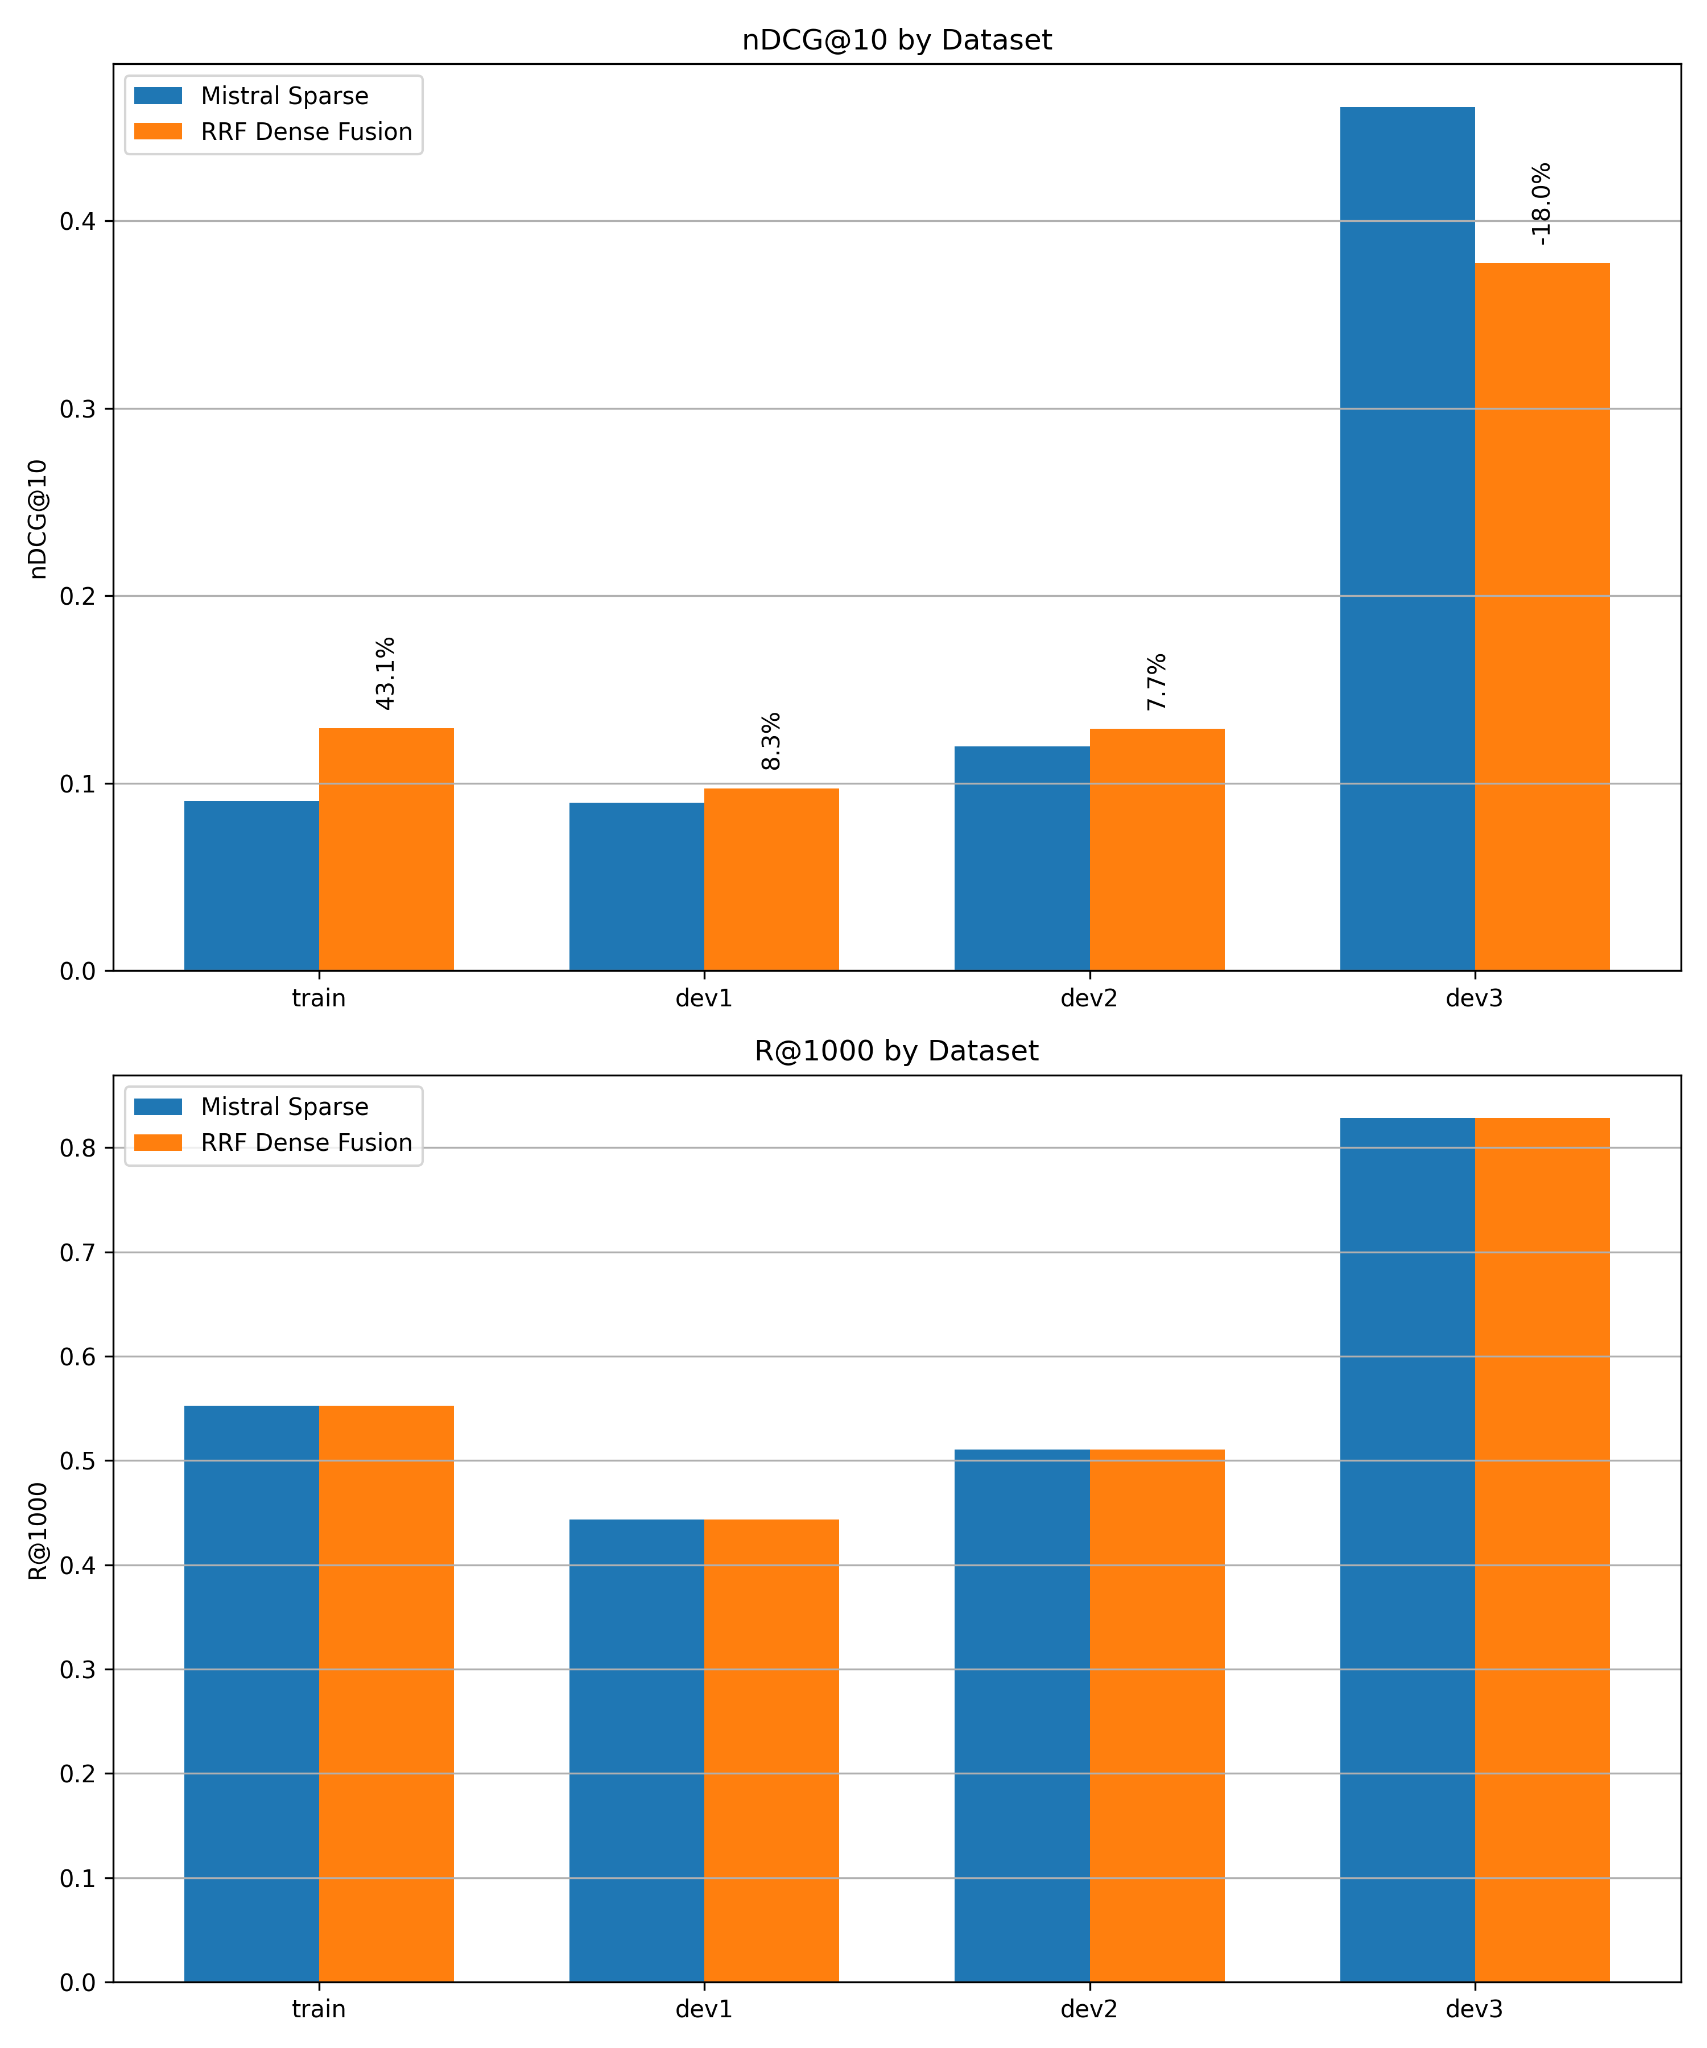 nDCG@10 by Dataset
Mistral Sparse
RRF Dense Fusion
nDCG@10
0.4
0.3
0.2
0.1
0.0
43.1%
8.3%
7.7%
-18.0%
train
dev1
dev2
dev3
R@1000 by Dataset
Mistral Sparse
RRF Dense Fusion
R@1000
0.8
0.7
0.6
0.5
0.4
0.3
0.2
0.1
0.0
train
dev1
dev2
dev3